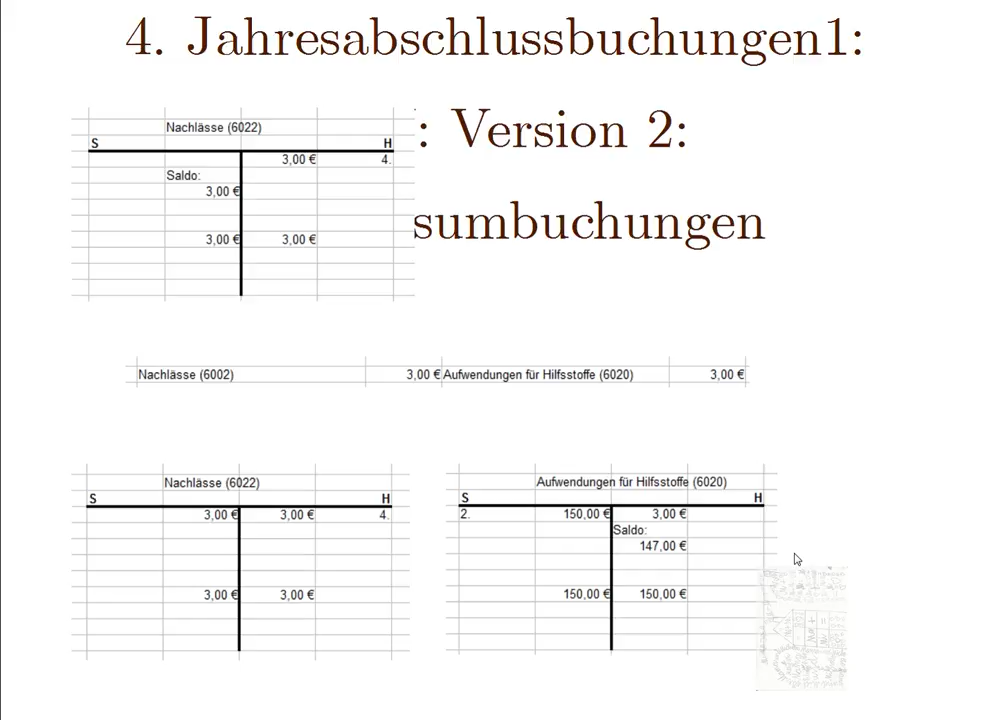 4. Jahresabschlussbuchungen1:
: Version 2:
sumbuchungen
Nachlässe (6022)
S H
3,00 € 4.
Saldo:
3,00 €
3,00 € 3,00 €
Nachlässe (6002) 3,00 € Aufwendungen für Hilfsstoffe (6020) 3,00 €
Nachlässe (6022)
S H
3,00 € 3,00 € 4.
3,00 € 3,00 €
Aufwendungen für Hilfsstoffe (6020)
S H
2. 150,00 € 3,00 €
Saldo:
147,00 €
150,00 € 150,00 €